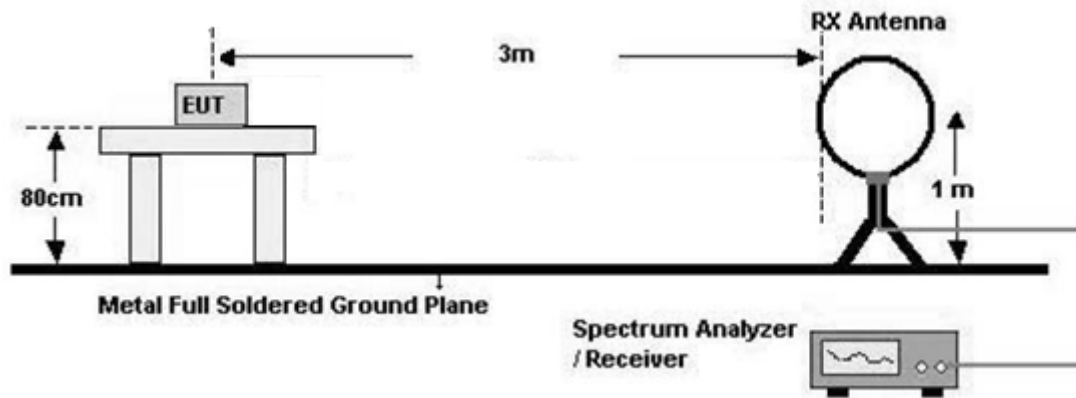 RX Antenna
3m
EUT
80cm
1 m
Metal Full Soldered Ground Plane
Spectrum Analyzer
/ Receiver